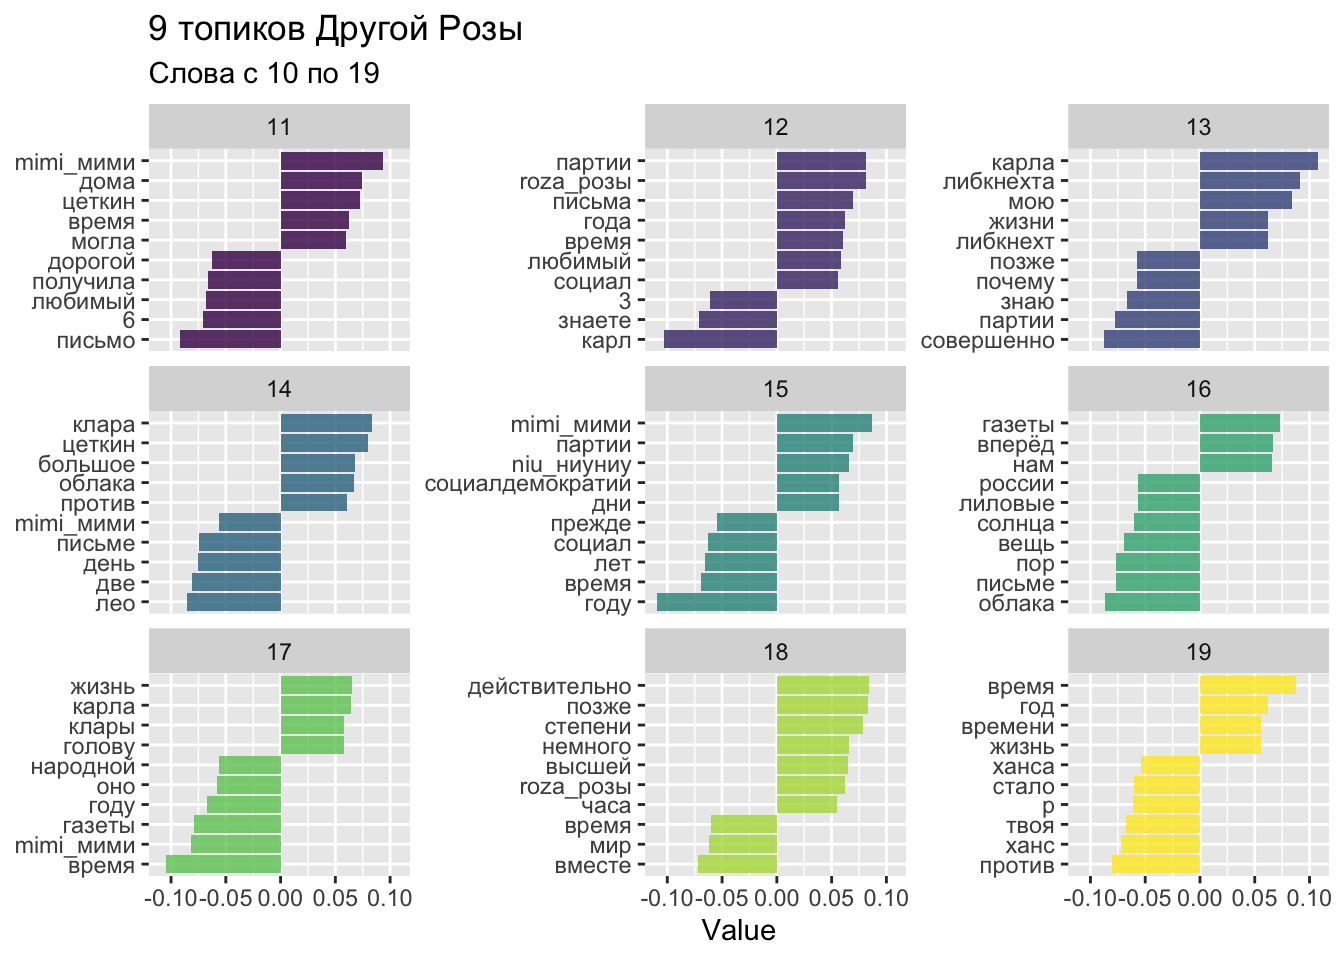 9 топиков Другой Розы
Слова с 10 по 19
11
mimi_мими
дома
цеткин
время
могла
дорогой
получила
любимый
6
письмо
12
партии
roza_розы
письма
года
время
любимый
социал
3
знаете
карл
13
карла
либкнехта
мою
жизни
либкнехт
позже
почему
знаю
партии
совершенно
14
клара
цеткин
большое
облака
против
mimi_мими
письме
день
две
лео
15
mimi_мими
партии
niu_ниуниу
социалдемократии
дни
прежде
социал
лет
время
году
16
газеты
вперёд
нам
россии
лиловые
солнца
вещь
пор
письме
облака
17
жизнь
карла
клары
голову
народной
оно
году
газеты
mimi_мими
время
18
действительно
позже
степени
немного
высшей
roza_розы
часа
время
мир
вместе
19
время
год
времени
жизнь
ханса
стало
р
твоя
ханс
против
-0.10 -0.05 0.00 0.05 0.10
-0.10 -0.05 0.00 0.05 0.10
-0.10 -0.05 0.00 0.05 0.10
Value